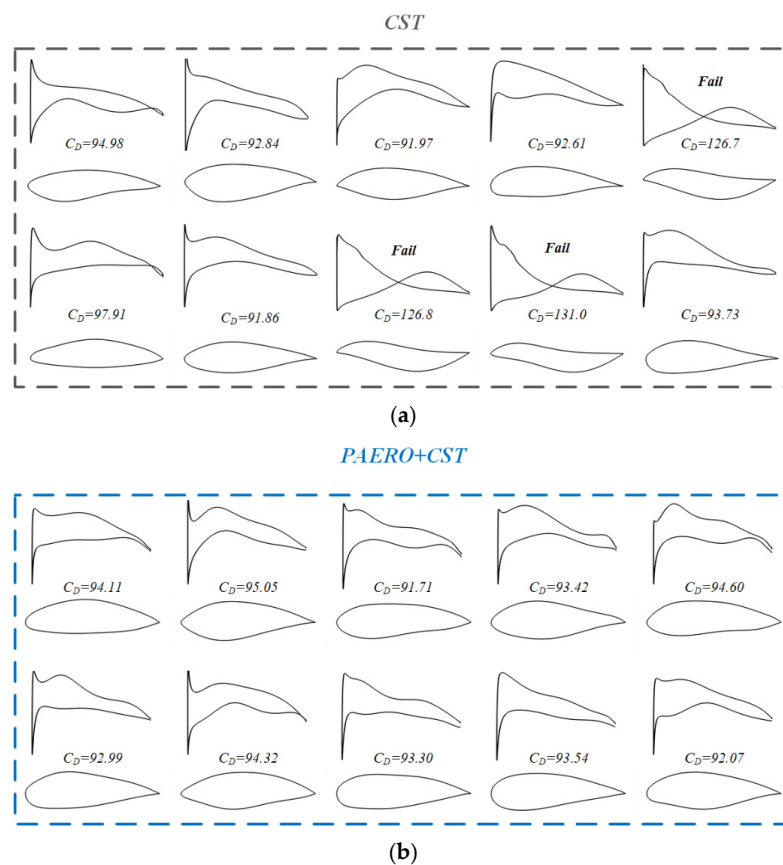 CST
Fail
C_D=94.98 C_D=92.84 C_D=91.97 C_D=92.61 C_D=126.7
Fail Fail
C_D=97.91 C_D=91.86 C_D=126.8 C_D=131.0 C_D=93.73
(a)
PAERO+CST
C_D=94.11 C_D=95.05 C_D=91.71 C_D=93.42 C_D=94.60
C_D=92.99 C_D=94.32 C_D=93.30 C_D=93.54 C_D=92.07
(b)